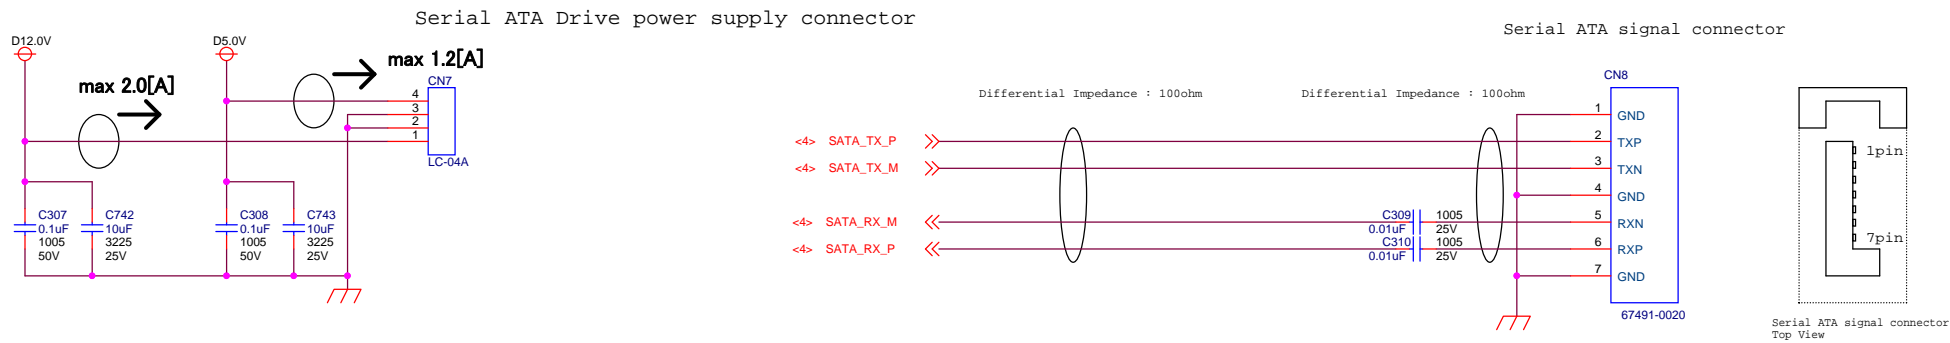 Serial ATA Drive power supply connector
D12.0V
D5.0V
max 2.0[A]
max 1.2[A]
CN7
4
3
2
1
LC-04A
C307
0.1uF
1005
50V
C742
10uF
3225
25V
C308
0.1uF
1005
50V
C743
10uF
3225
25V
Serial ATA signal connector
Differential Impedance : 100ohm
Differential Impedance : 100ohm
<4> SATA_TX_P
<4> SATA_TX_M
<4> SATA_RX_M
<4> SATA_RX_P
C309
0.01uF
1005
25V
C310
0.01uF
1005
25V
CN8
1 GND
2 TXP
3 TXN
4 GND
5 RXN
6 RXP
7 GND
67491-0020
1pin
7pin
Serial ATA signal connector
Top View